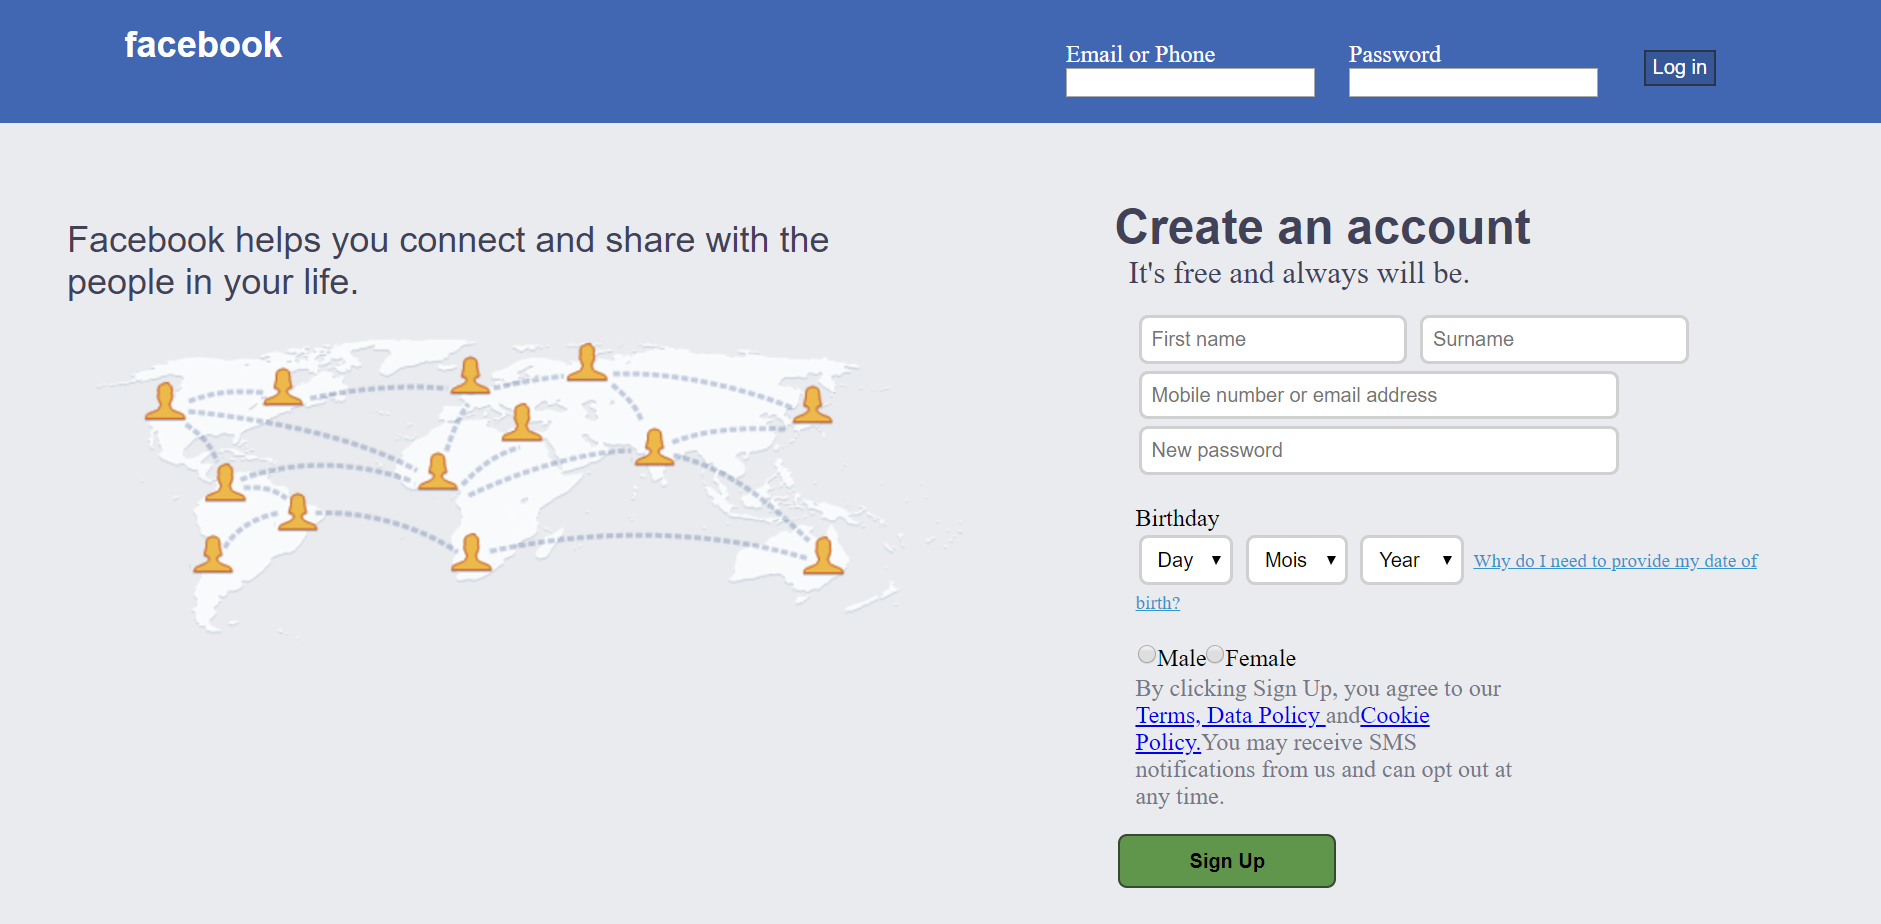 facebook
Email or Phone
Password
Log in
Facebook helps you connect and share with the
people in your life.
Create an account
It's free and always will be.
First name
Surname
Mobile number or email address
New password
Birthday
Day
Mois
Year
Why do I need to provide my date of
birth?
Male
Female
By clicking Sign Up, you agree to our
Terms, Data Policy andCookie
Policy.You may receive SMS
notifications from us and can opt out at
any time.
Sign Up